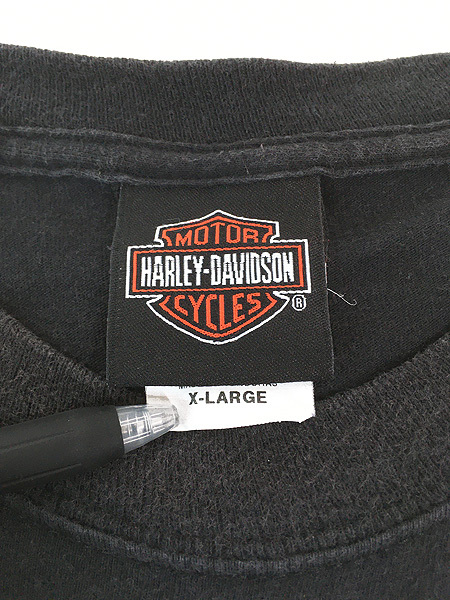 MOTOR
HARLEY-DAVIDSON
CYCLES
®
X-LARGE